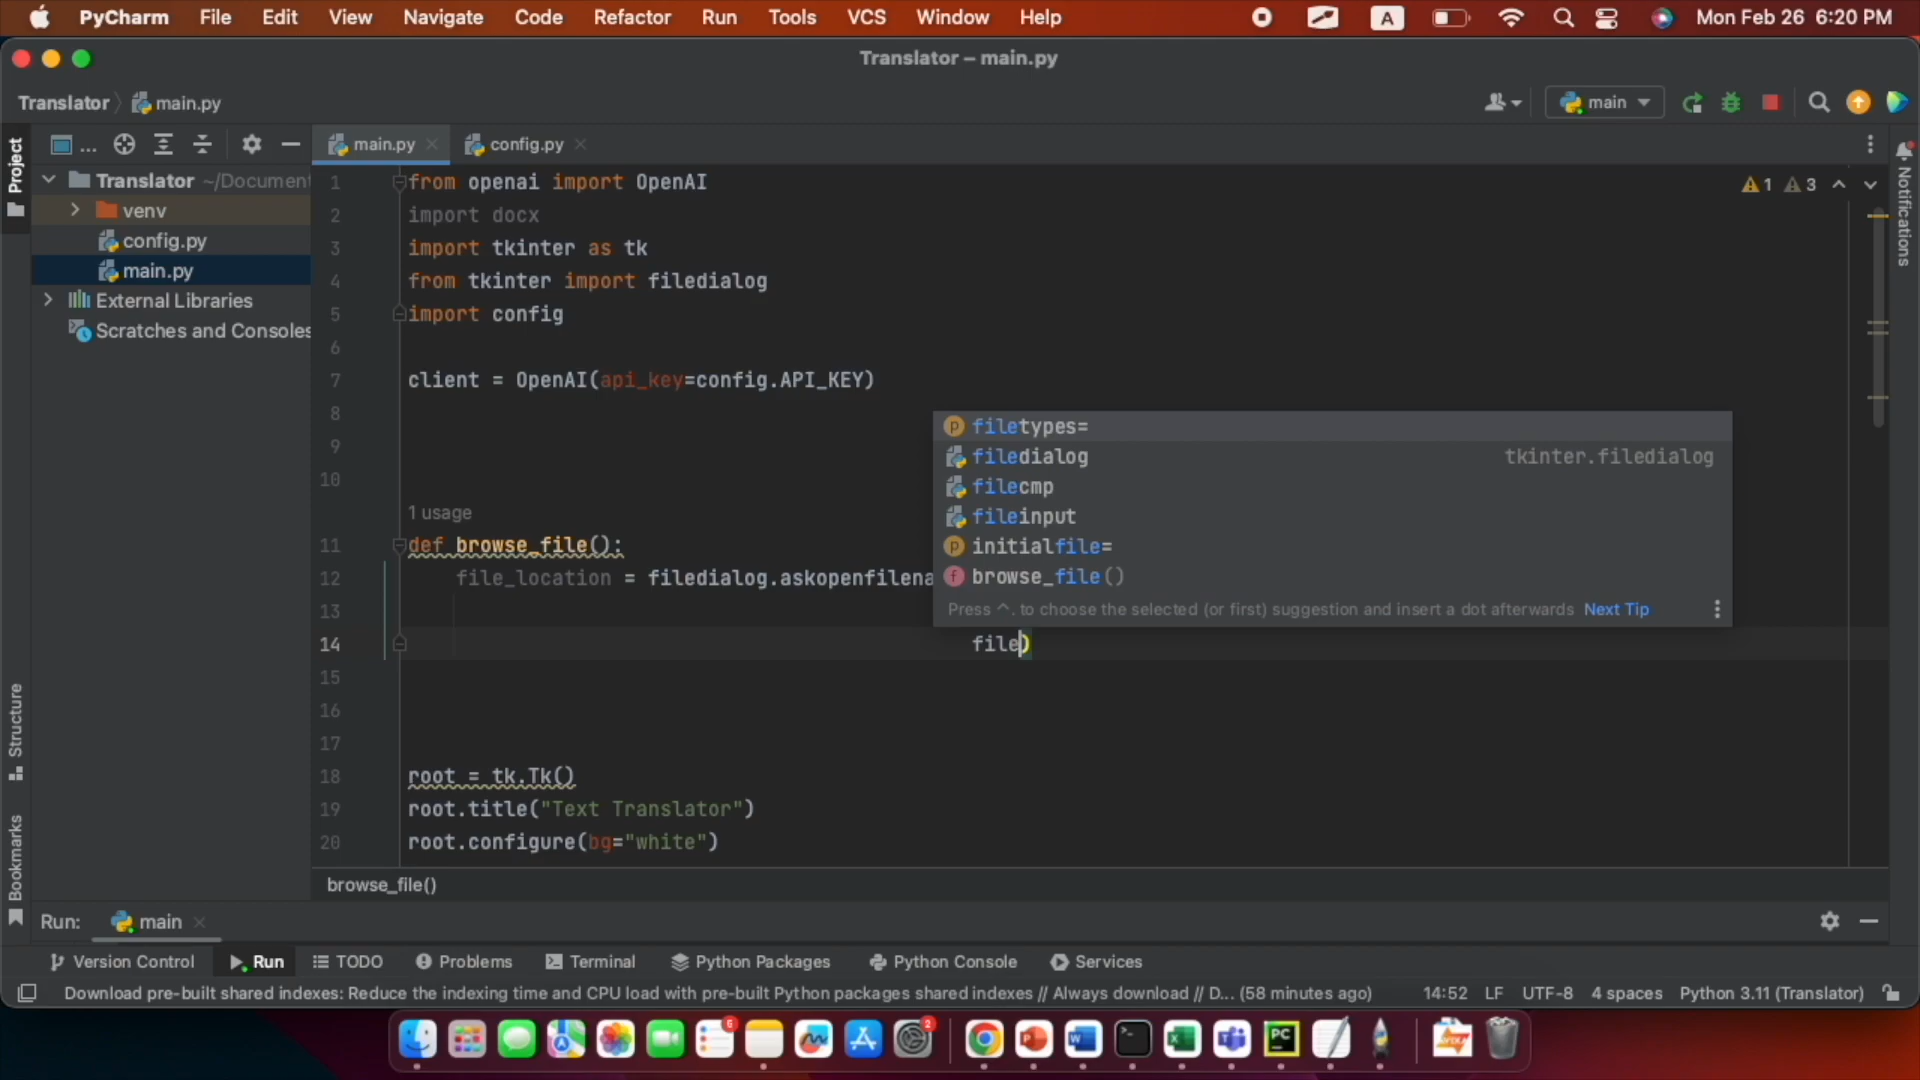 PyCharm File Edit View Navigate Code Refactor Run Tools VCS Window Help A Mon Feb 26 6:20 PM
Translator – main.py
Translator main.py main
Project
... main.py config.py
Notifications
Translator ~/Document
venv
config.py
main.py
External Libraries
Scratches and Consoles
1 3
1 from openai import OpenAI
2 import docx
3 import tkinter as tk
4 from tkinter import filedialog
5 import config
6
7 client = OpenAI(api_key=config.API_KEY)
8
9
10
1 usage
11 def browse_file():
12 file_location = filedialog.askopenfilena
13
14 file)
15
16
17
18 root = tk.Tk()
19 root.title("Text Translator")
20 root.configure(bg="white")
filetypes=
filedialog tkinter.filedialog
filecmp
fileinput
initialfile=
browse_file()
Press ^. to choose the selected (or first) suggestion and insert a dot afterwards Next Tip
Structure
Bookmarks
browse_file()
Run: main
Version Control Run TODO Problems Terminal Python Packages Python Console Services
Download pre-built shared indexes: Reduce the indexing time and CPU load with pre-built Python packages shared indexes // Always download // D... (58 minutes ago) 14:52 LF UTF-8 4 spaces Python 3.11 (Translator)